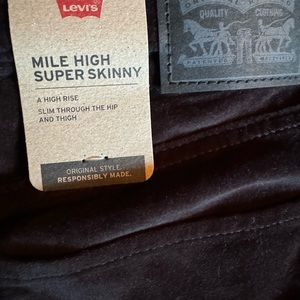 Levi's
MILE HIGH
SUPER SKINNY
A HIGH RISE
SLIM THROUGH THE HIP
AND THIGH
ORIGINAL STYLE.
RESPONSIBLY MADE.
QUALITY CLOTHING
PATENTED